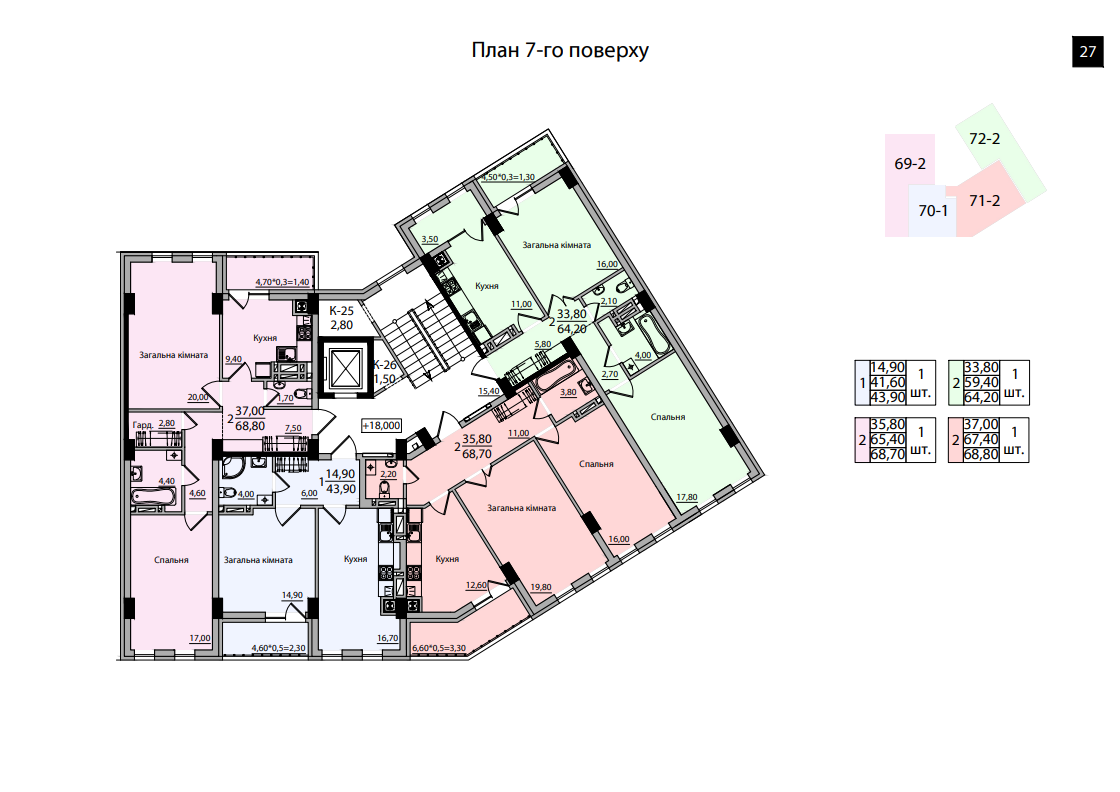 План 7-го поверху
27
72-2
69-2
71-2
70-1
4,50*0,3=1,30
3,50
Загальна кімната
16,00
Кухня
11,00
2,10
2 33,80
64,20
5,80
4,00
2,70
Спальня
17,80
4,70*0,3=1,40
К-25
2,80
К-26
1,50
Кухня
Загальна кімната
9,40
20,00
1,70
2 37,00
68,80
7,50
Гард. 2,80
4,40
4,60
Спальня
17,00
15,40
+18,000
3,80
11,00
2 35,80
68,70
2,20
1 14,90
43,90
4,00
6,00
Загальна кімната
14,90
Кухня
16,70
4,60*0,5=2,30
Спальня
16,00
Загальна кімната
19,80
Кухня
12,60
6,60*0,5=3,30
1 14,90 41,60 43,90 1 шт.
2 33,80 59,40 64,20 1 шт.
2 35,80 65,40 68,70 1 шт.
2 37,00 67,40 68,80 1 шт.